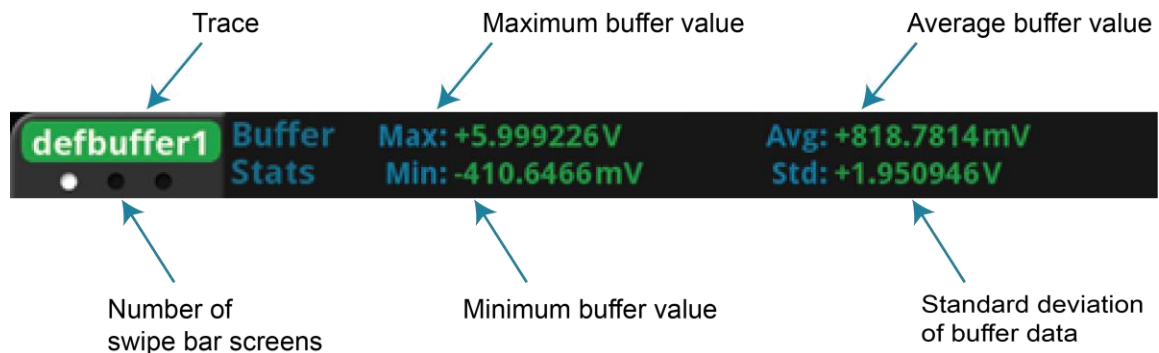 Trace
Maximum buffer value
Average buffer value
defbuffer1
Buffer
Stats
Max: +5.999226V
Min: -410.6466mV
Avg: +818.7814mV
Std: +1.950946V
Number of
swipe bar screens
Minimum buffer value
Standard deviation
of buffer data